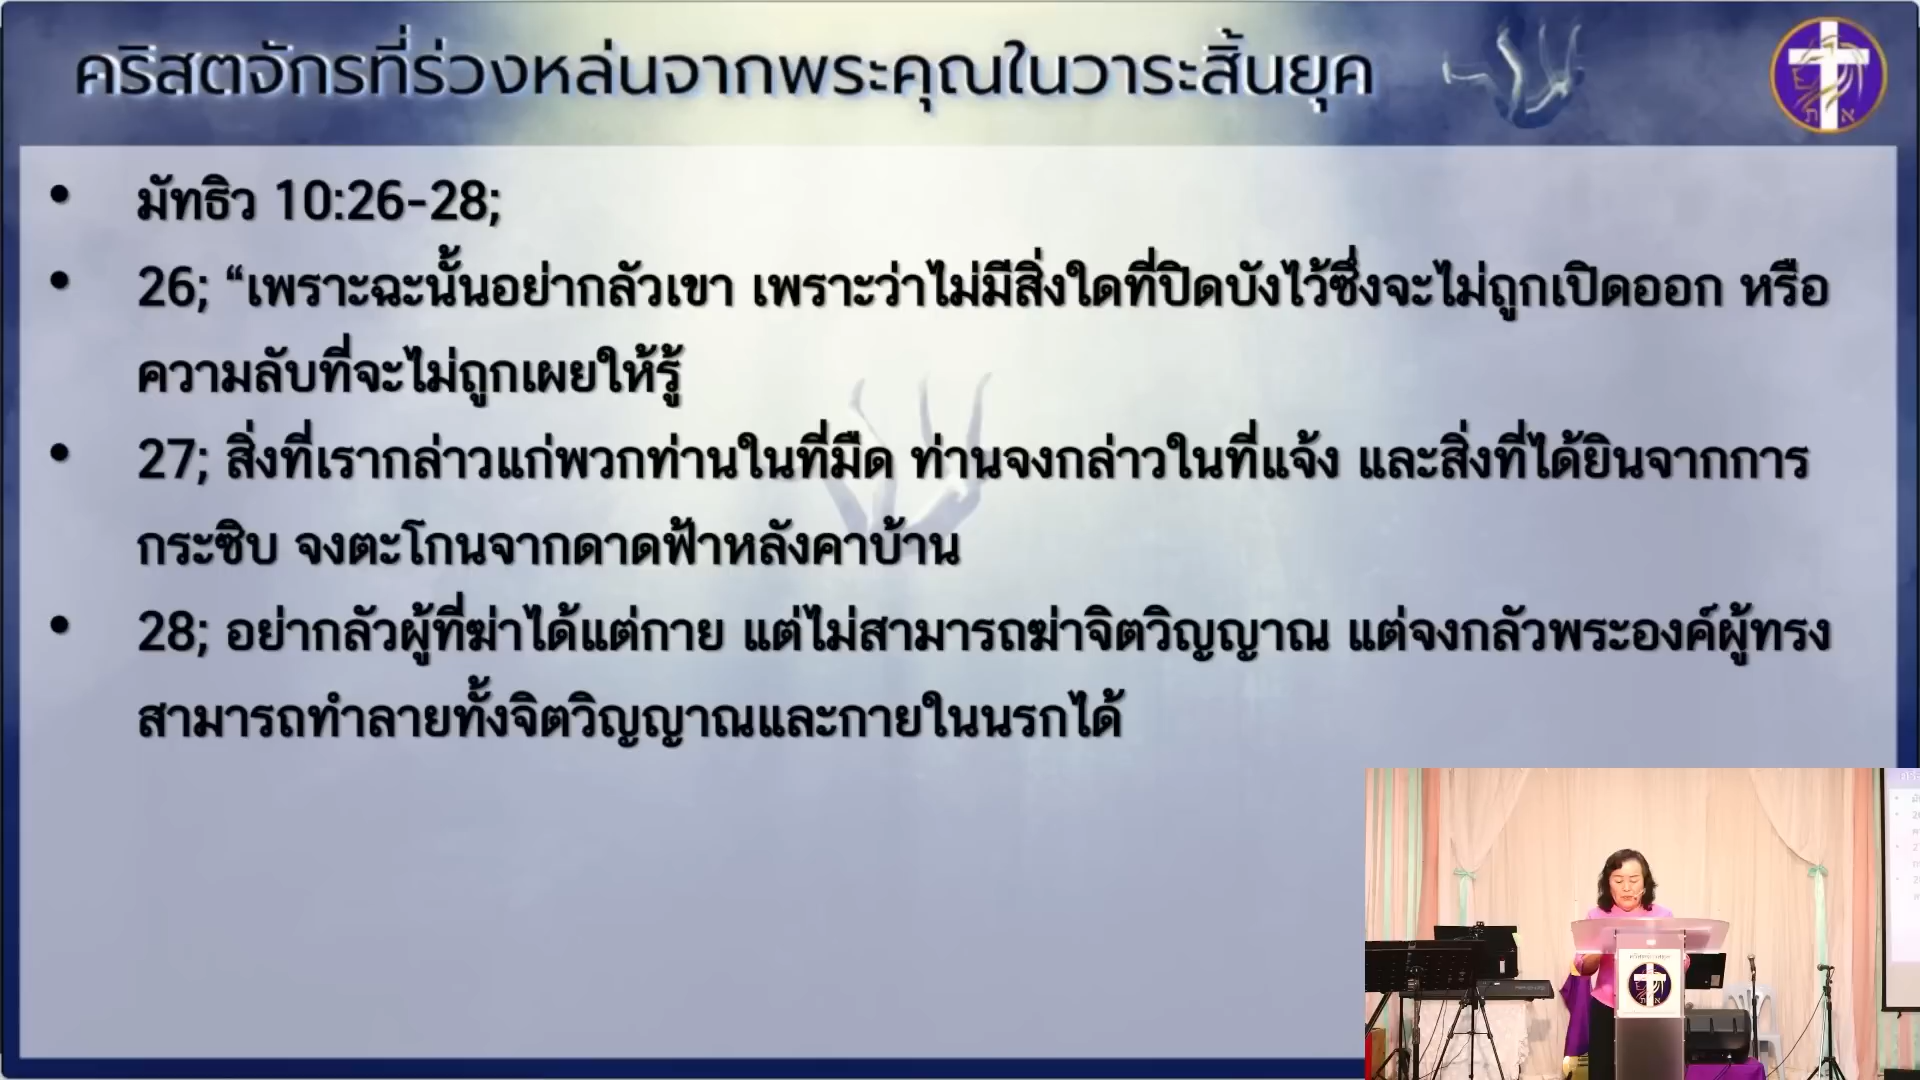 คริสตจักรที่ร่วงหล่นจากพระคุณในวาระสิ้นยุค
• มัทธิว 10:26-28;
• 26; “เพราะฉะนั้นอย่ากลัวเขา เพราะว่าไม่มีสิ่งใดที่ปิดบังไว้ซึ่งจะไม่ถูกเปิดออก หรือ
ความลับที่จะไม่ถูกเผยให้รู้
• 27; สิ่งที่เรากล่าวแก่พวกท่านในที่มืด ท่านจงกล่าวในที่แจ้ง และสิ่งที่ได้ยินจากการ
กระซิบ จงตะโกนจากดาดฟ้าหลังคาบ้าน
• 28; อย่ากลัวผู้ที่ฆ่าได้แต่กาย แต่ไม่สามารถฆ่าจิตวิญญาณ แต่จงกลัวพระองค์ผู้ทรง
สามารถทำลายทั้งจิตวิญญาณและกายในนรกได้